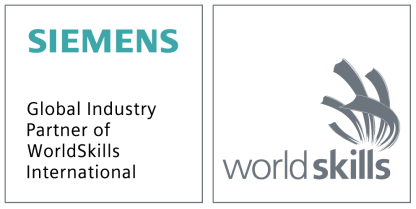 SIEMENS
Global Industry
Partner of
WorldSkills
International
worldskills